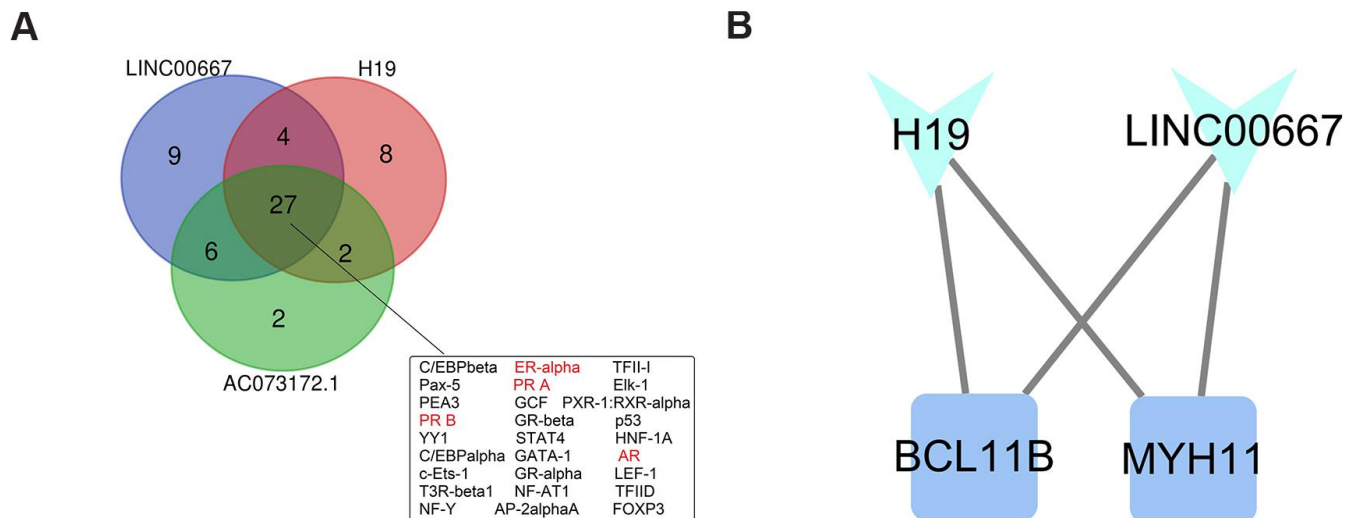 A
LINC00667
H19
9
4
8
27
6
2
2
AC073172.1
C/EBPbeta ER-alpha TFII-I
Pax-5 PR A Elk-1
PEA3 GCF PXR-1:RXR-alpha
PR B GR-beta p53
YY1 STAT4 HNF-1A
C/EBPalpha GATA-1 AR
c-Ets-1 GR-alpha LEF-1
T3R-beta1 NF-AT1 TFIID
NF-Y AP-2alphaA FOXP3
B
H19
LINC00667
BCL11B
MYH11